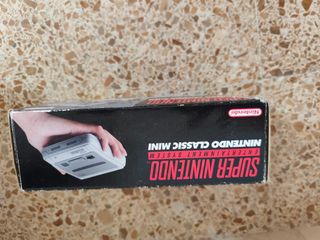 Nintendo
SUPER NINTENDO
ENTERTAINMENT SYSTEM
NINTENDO CLASSIC MINI